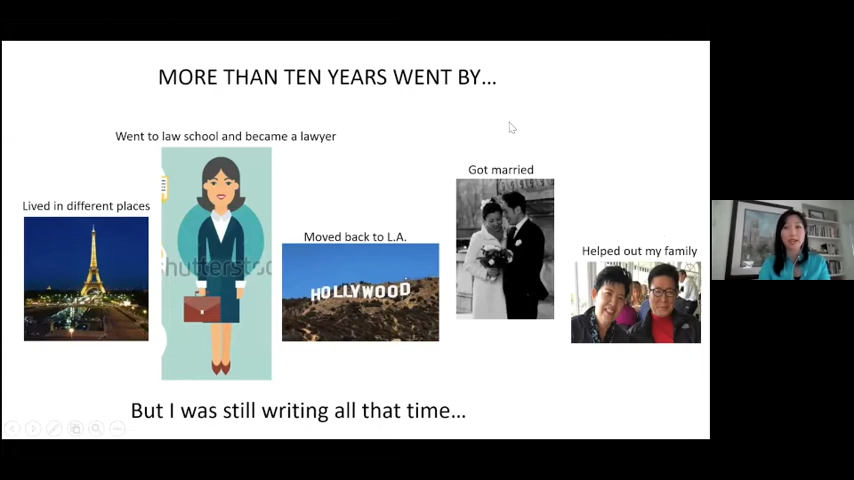 MORE THAN TEN YEARS WENT BY…
Went to law school and became a lawyer
Got married
Lived in different places
Moved back to L.A.
Helped out my family
shutterstoc
HOLLYWOOD
But I was still writing all that time…